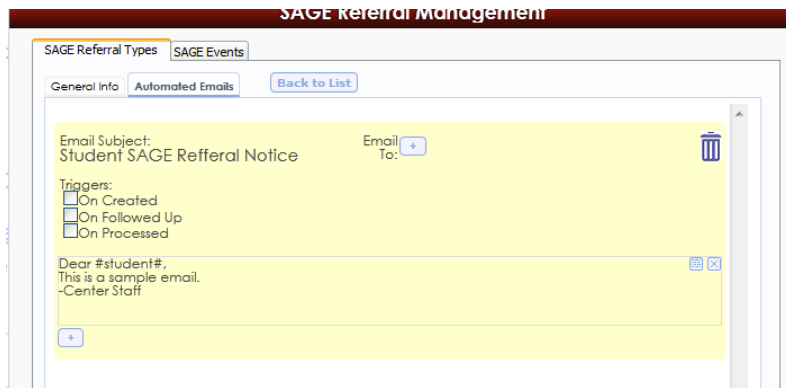 SAGE Referral Management
SAGE Referral Types
SAGE Events
General Info
Automated Emails
Back to List
Email Subject:
Student SAGE Refferal Notice
Email
To:
+
Triggers:
On Created
On Followed Up
On Processed
Dear #student#,
This is a sample email.
-Center Staff
+